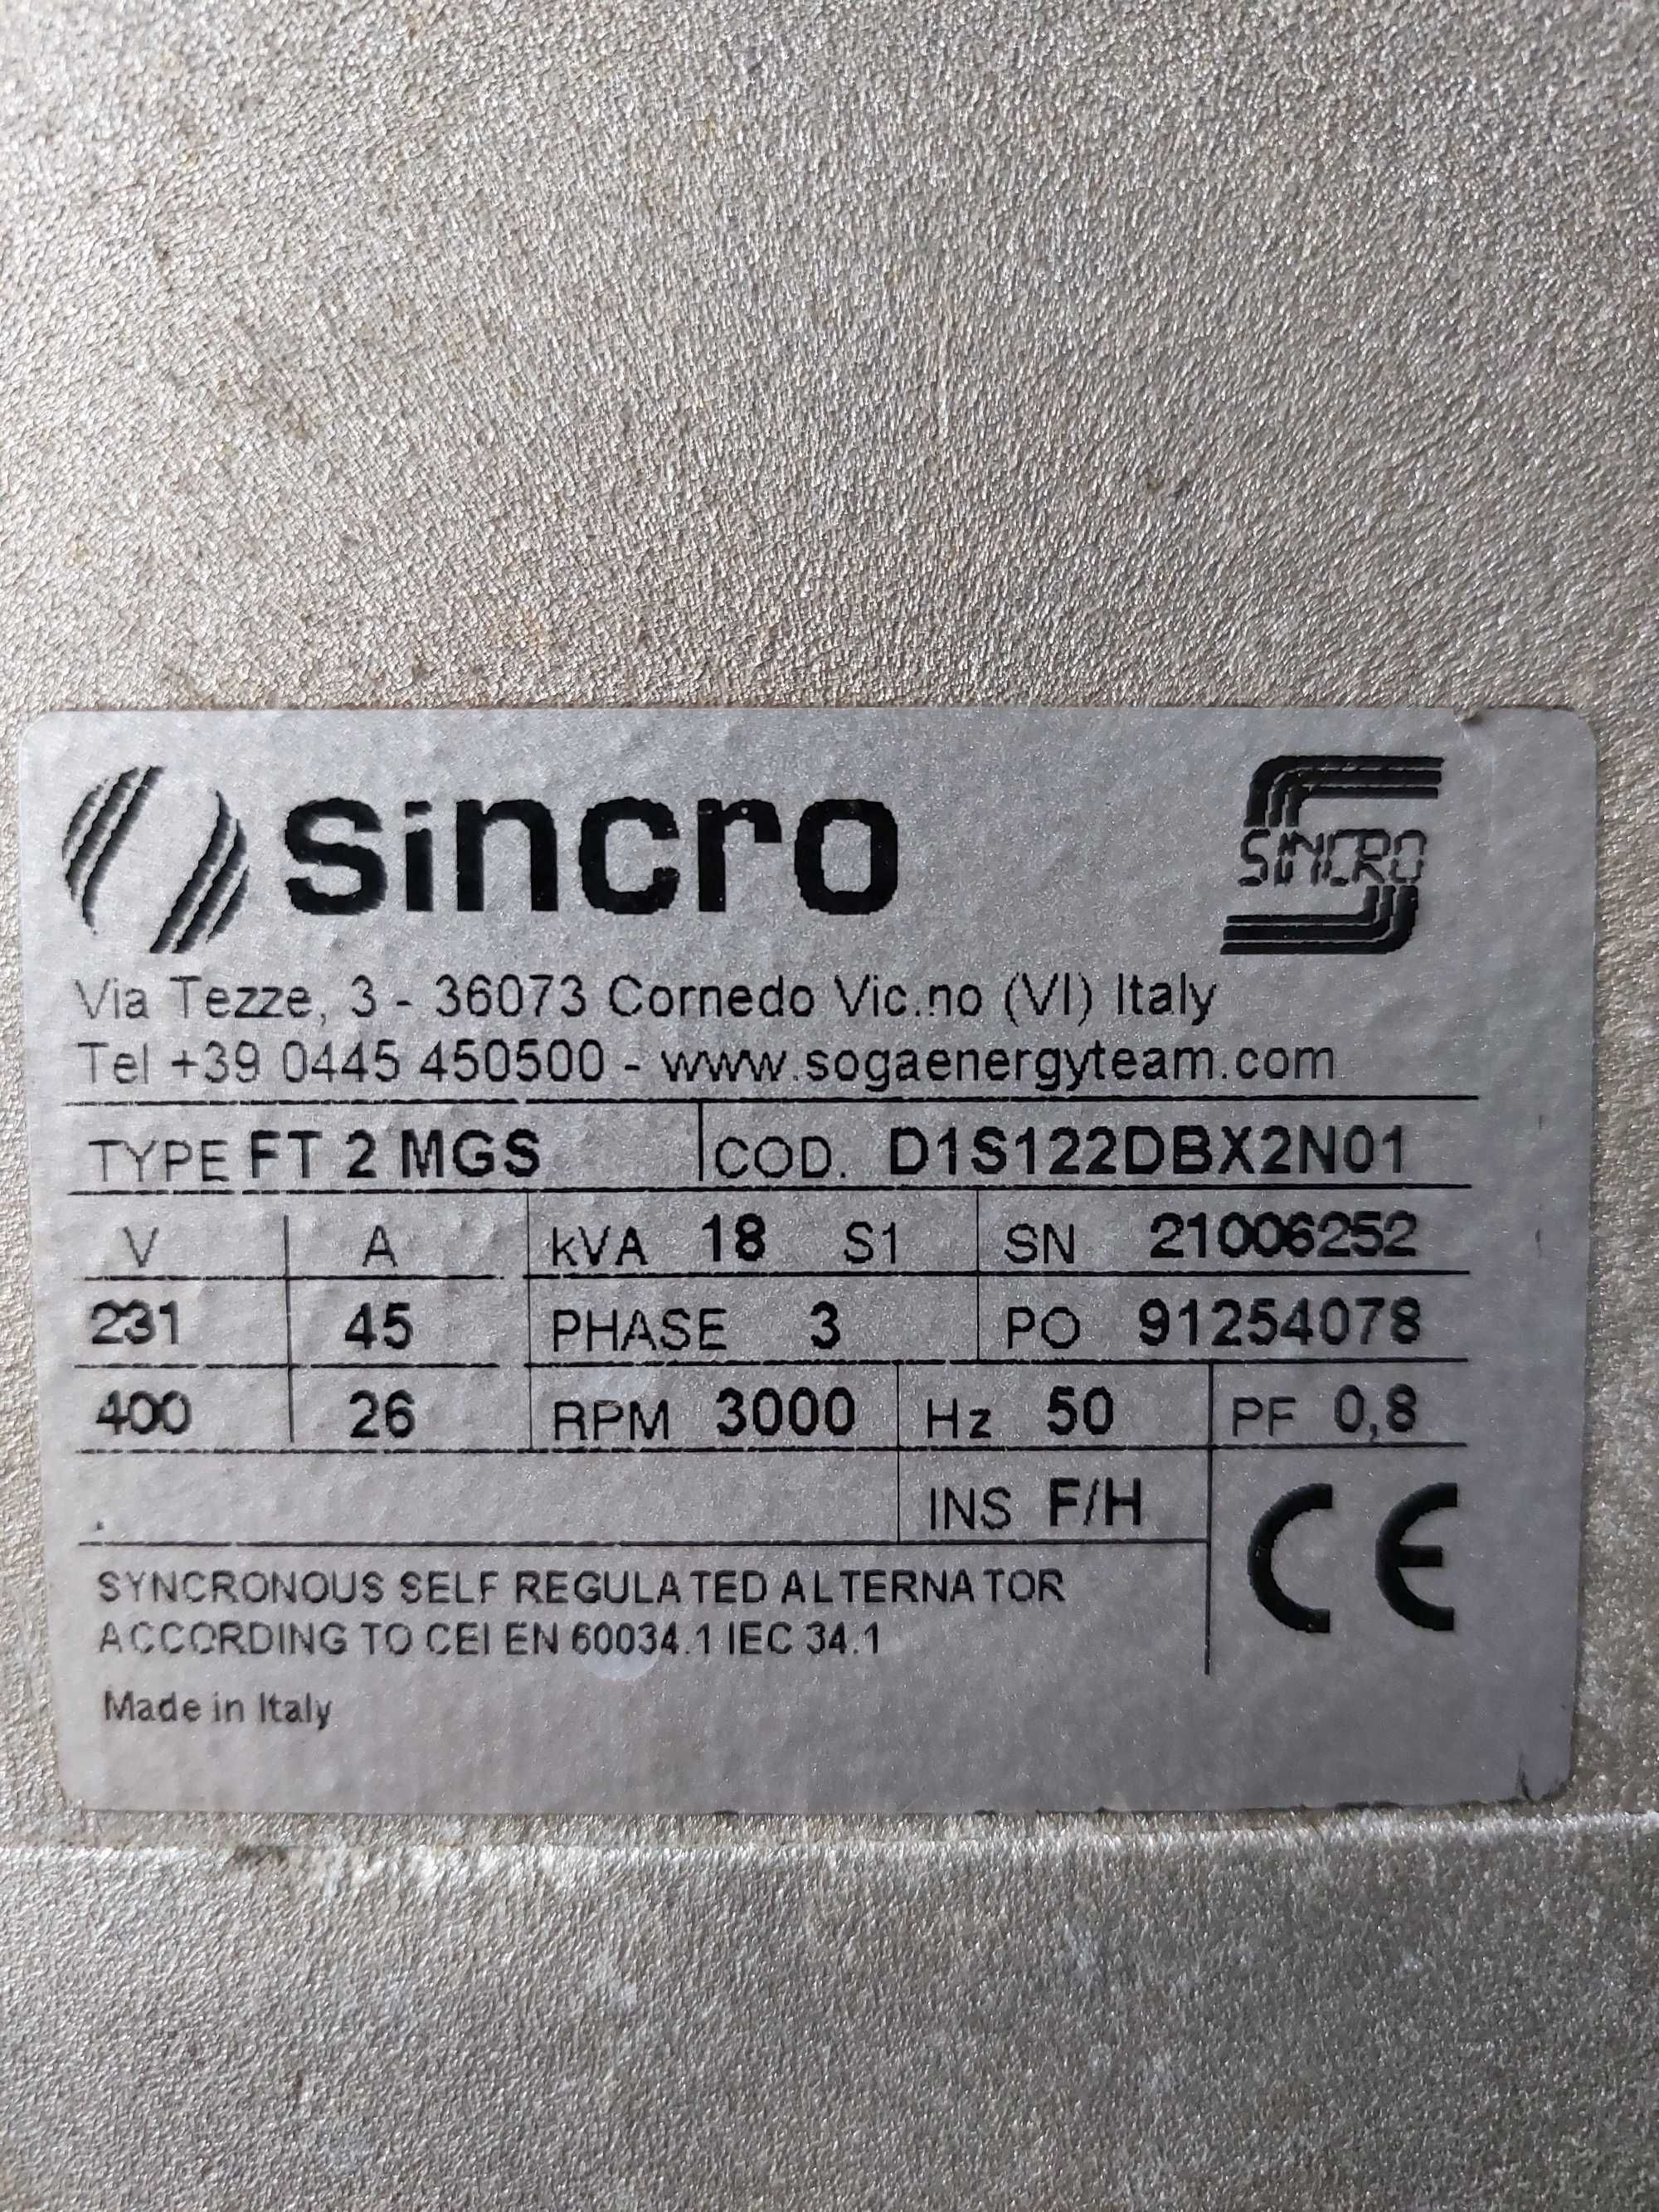 sincro
SINCRO
Via Tezze, 3 - 36073 Cornedo Vic.no (VI) Italy
Tel +39 0445 450500 - www.sogaenergyteam.com
TYPE FT 2 MGS COD. D1S122DBX2N01
V A kVA 18 S1 SN 21006252
231 45 PHASE 3 PO 91254078
400 26 RPM 3000 Hz 50 PF 0,8
INS F/H
CE
SYNCRONOUS SELF REGULATED ALTERNATOR
ACCORDING TO CEI EN 60034.1 IEC 34.1
Made in Italy